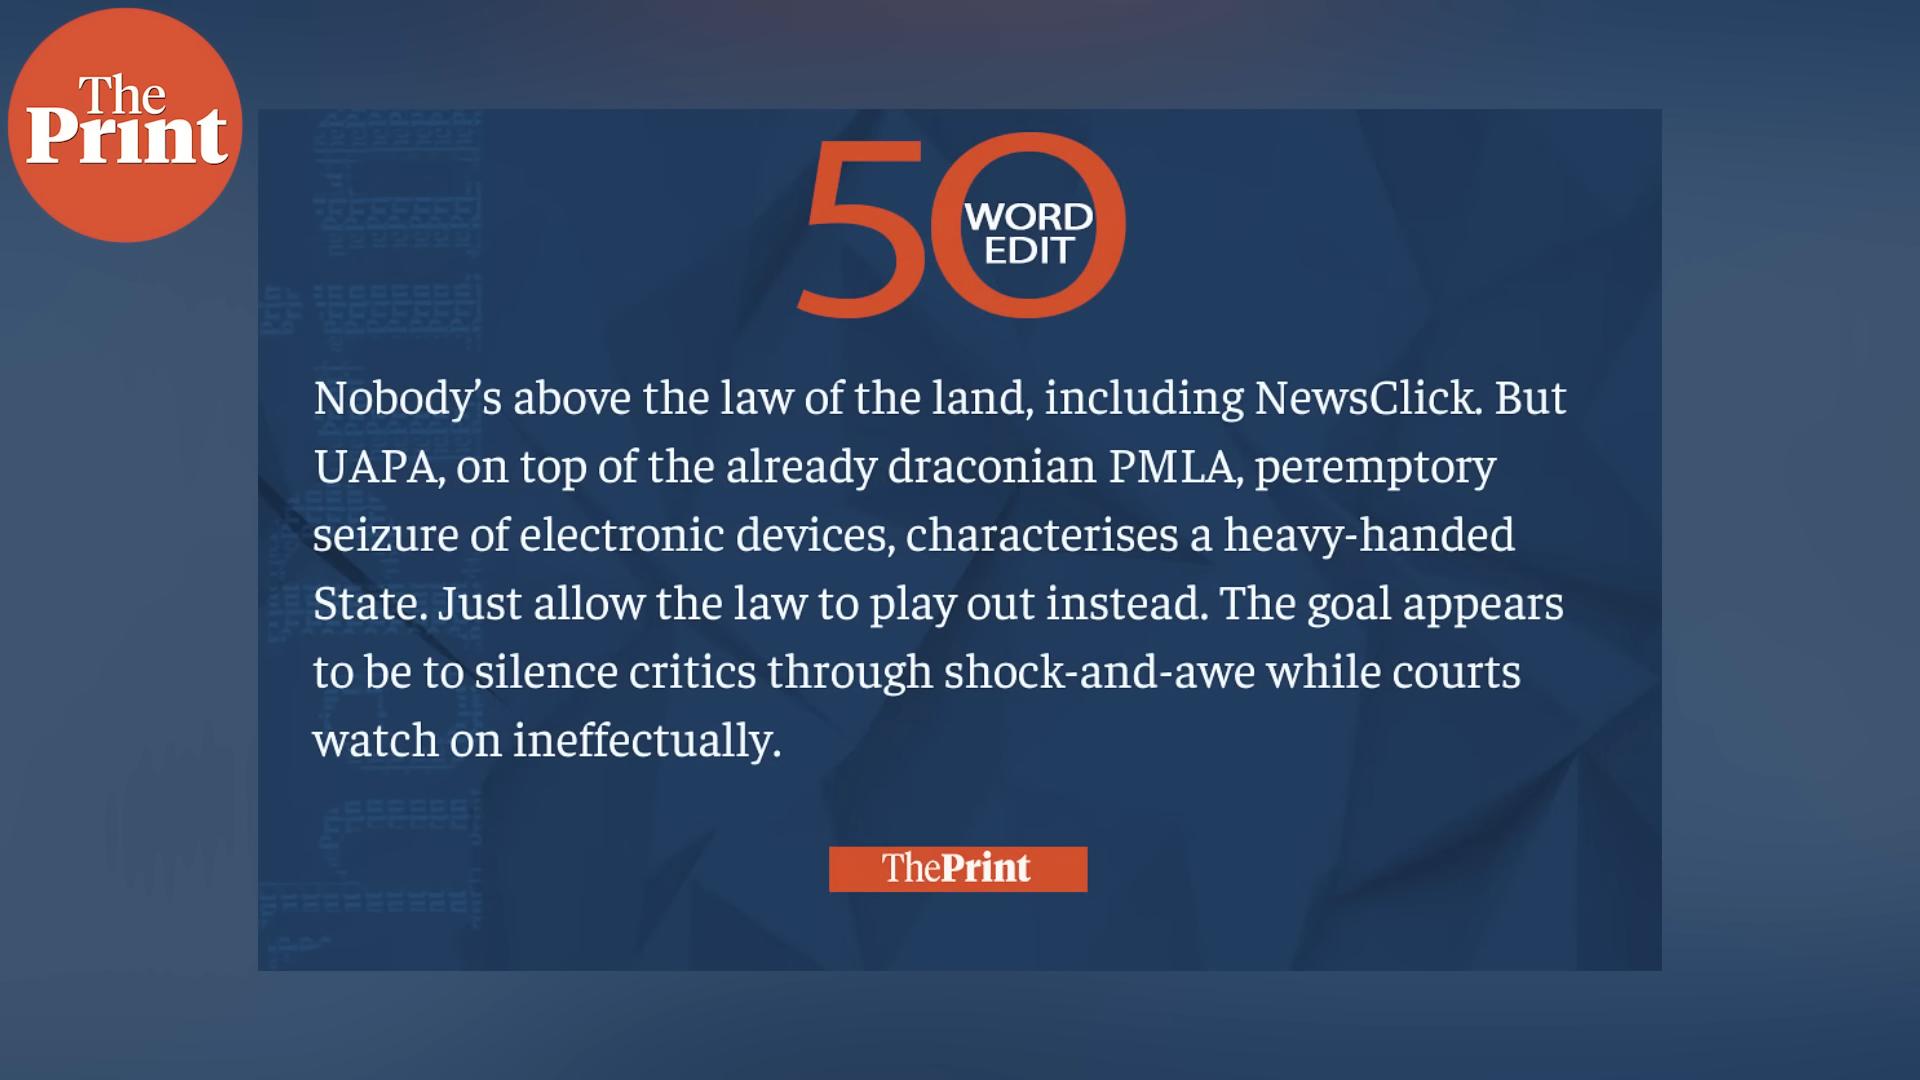 The
Print
50
WORD
EDIT
Nobody’s above the law of the land, including NewsClick. But
UAPA, on top of the already draconian PMLA, peremptory
seizure of electronic devices, characterises a heavy-handed
State. Just allow the law to play out instead. The goal appears
to be to silence critics through shock-and-awe while courts
watch on ineffectually.
ThePrint